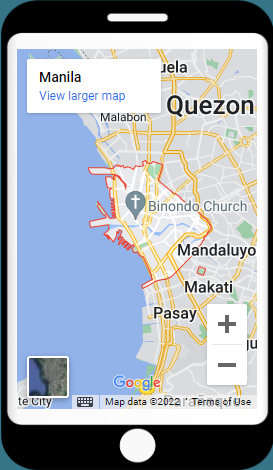 uela
Manila
View larger map
Quezon
Malabon
Binondo Church
Mandaluyo
Makati
Pasay
Google
te City
Map data ©2022
Terms of Use